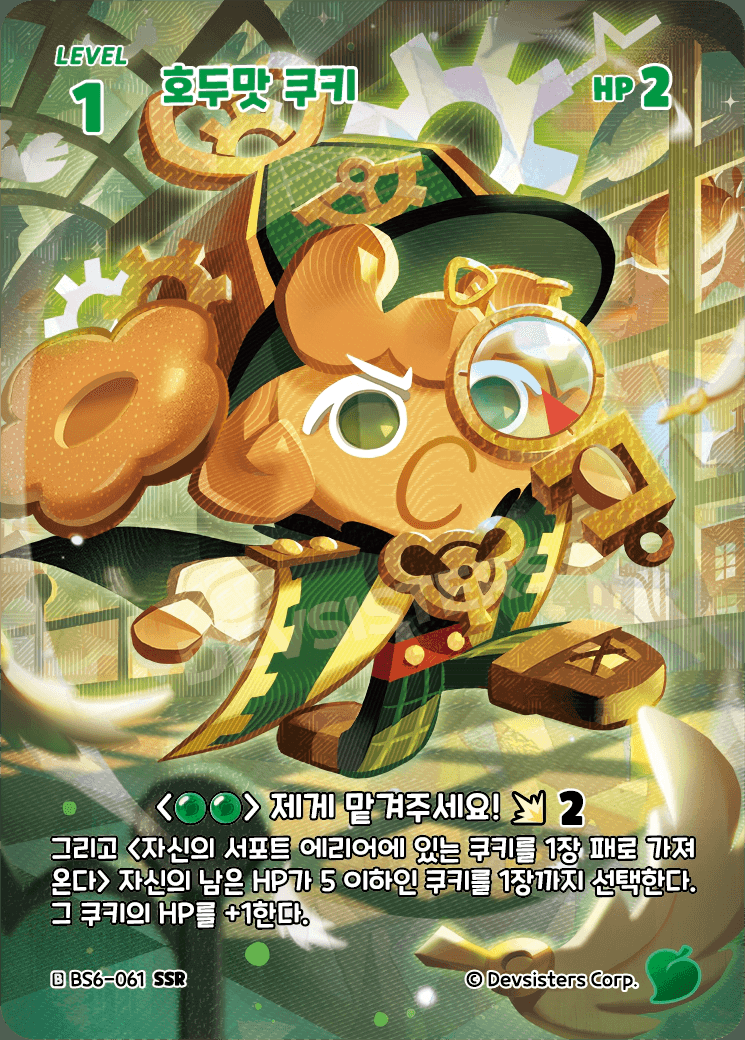 LEVEL
1
호두맛 쿠키
HP 2
< > 제게 맡겨주세요! 2
그리고 <자신의 서포트 에리어에 있는 쿠키를 1장 패로 가져
온다> 자신의 남은 HP가 5 이하인 쿠키를 1장까지 선택한다.
그 쿠키의 HP를 +1한다.
B BS6-061 SSR
© Devsisters Corp.